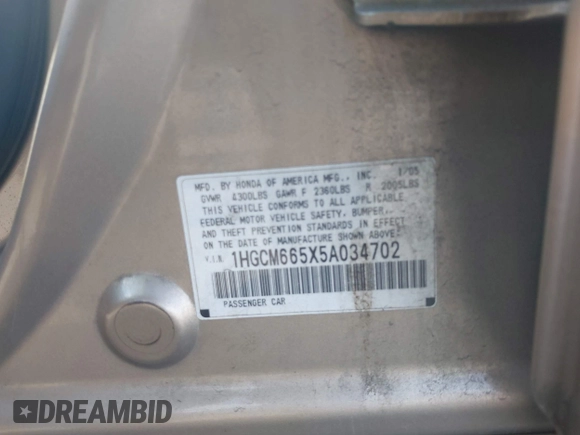 MFD. BY HONDA OF AMERICA MFG., INC. 1/05
GVWR 4300LBS GAWR F 2360LBS R 2005LBS
THIS VEHICLE CONFORMS TO ALL APPLICABLE
FEDERAL MOTOR VEHICLE SAFETY, BUMPER,
AND THEFT PREVENTION STANDARDS IN EFFECT
ON THE DATE OF MANUFACTURE SHOWN ABOVE.
V.I.N. 1HGCM665X5A034702
PASSENGER CAR
DREAMBID